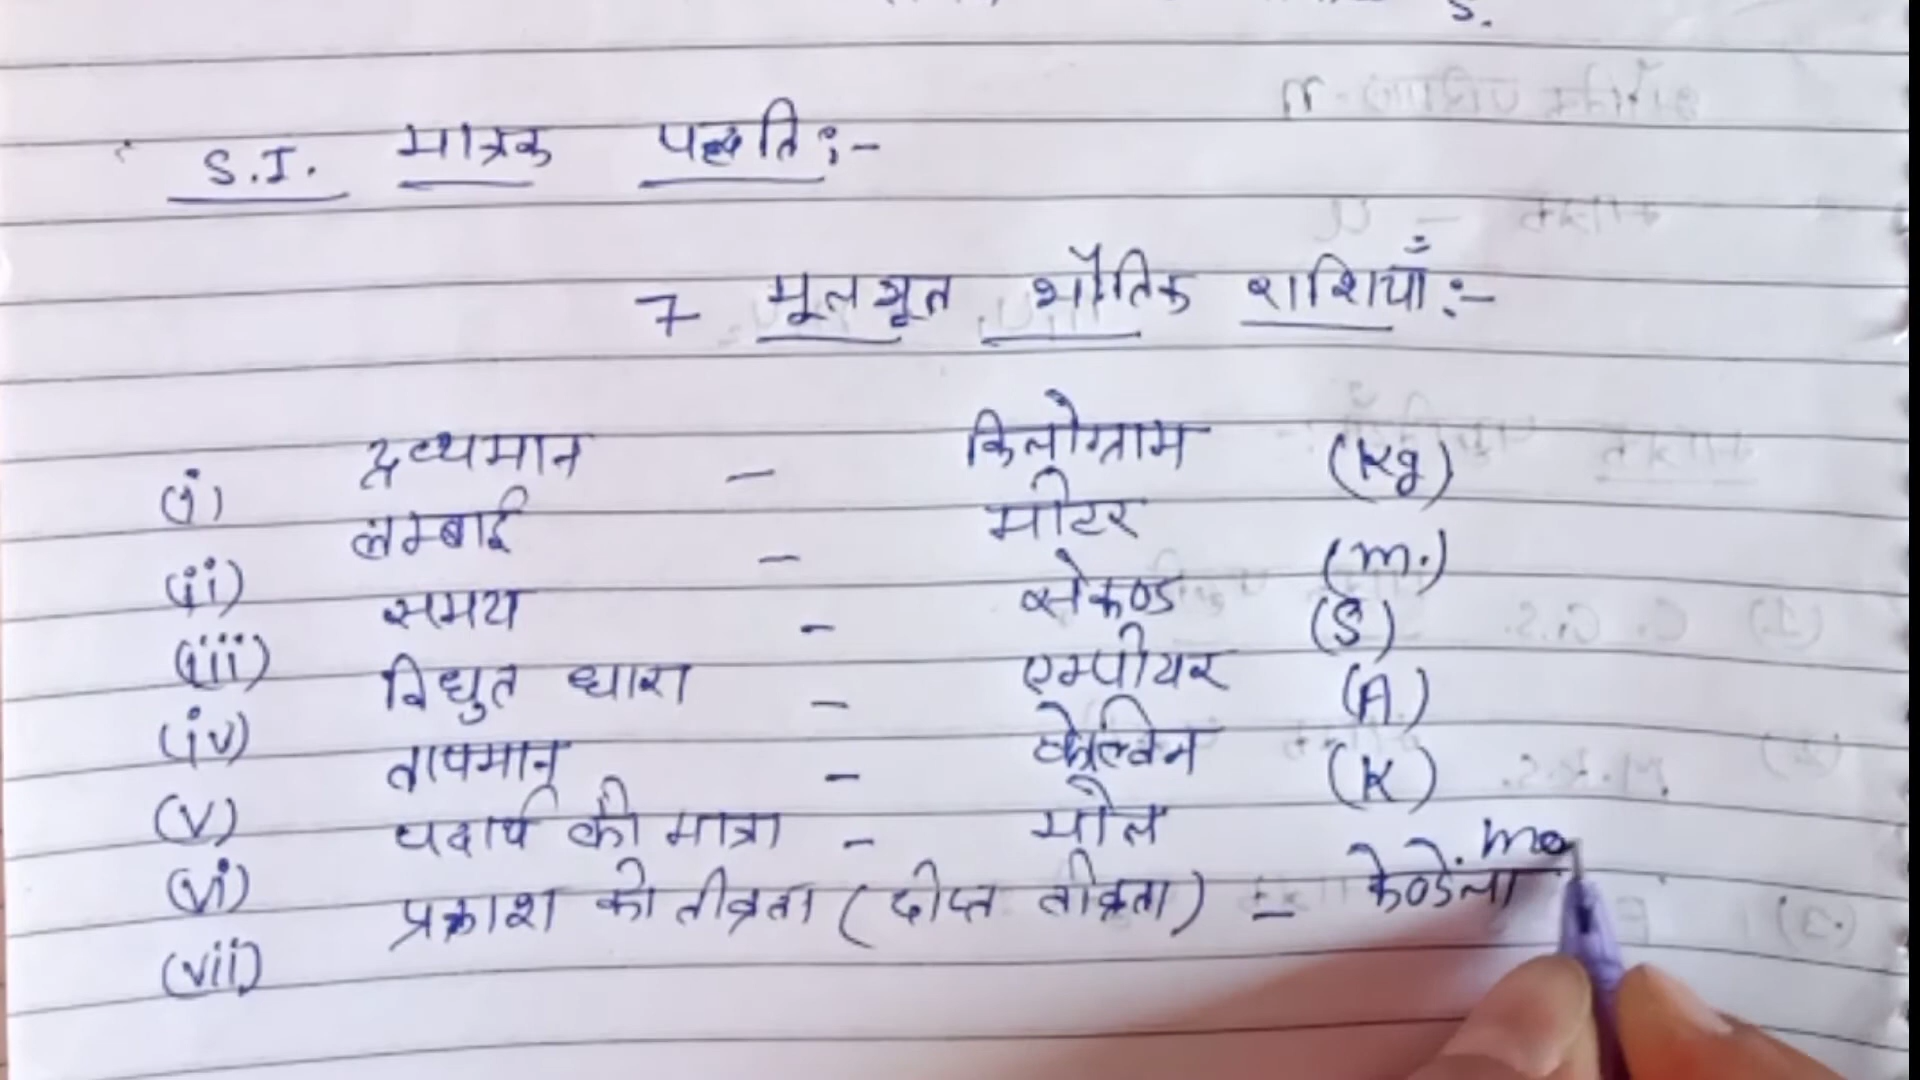 S.
S.I. मात्रक पद्धति :-
7 मूलभूत भौतिक राशियाँ :-
(i) द्रव्यमान - किलोग्राम (kg)
(ii) लम्बाई - मीटर (m.)
(iii) समय - सेकण्ड (S)
(iv) विद्युत धारा - एम्पीयर (A)
(v) तापमान - केल्विन (K)
(vi) पदार्थ की मात्रा - मोल mo
(vii) प्रकाश की तीव्रता (दीप्त तीव्रता) - केण्डेला